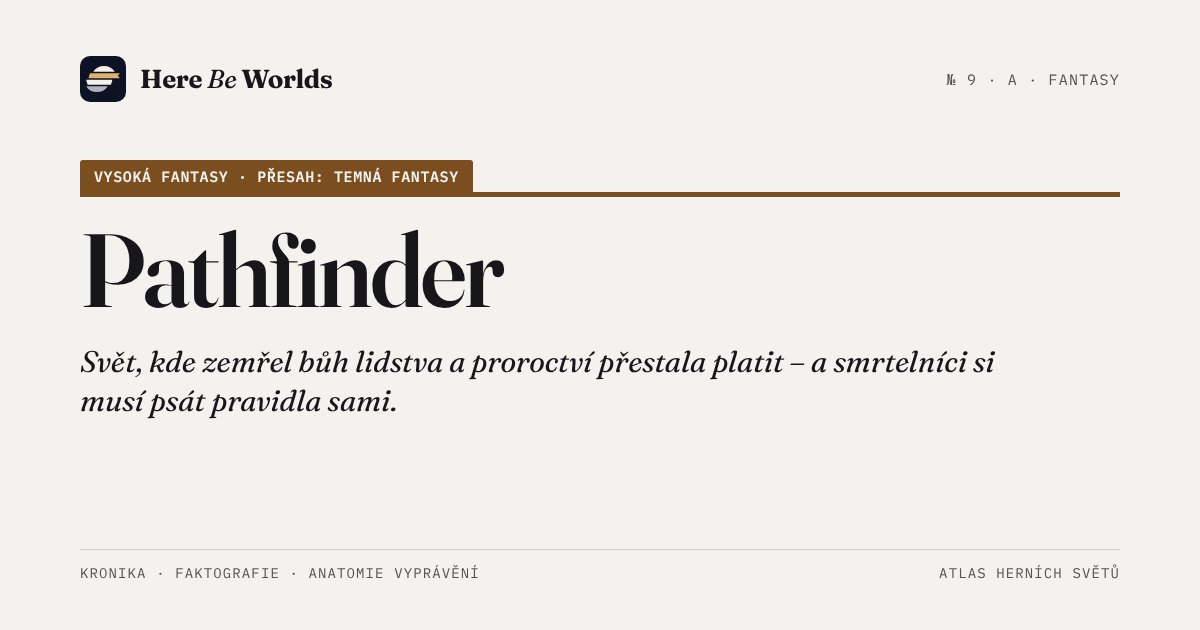 Here Be Worlds
№ 9 · A · FANTASY
VYSOKÁ FANTASY · PŘESAH: TEMNÁ FANTASY
Pathfinder
Svět, kde zemřel bůh lidstva a proroctví přestala platit – a smrtelníci si
musí psát pravidla sami.
KRONIKA · FAKTOGRAFIE · ANATOMIE VYPRÁVĚNÍ
ATLAS HERNÍCH SVĚTŮ